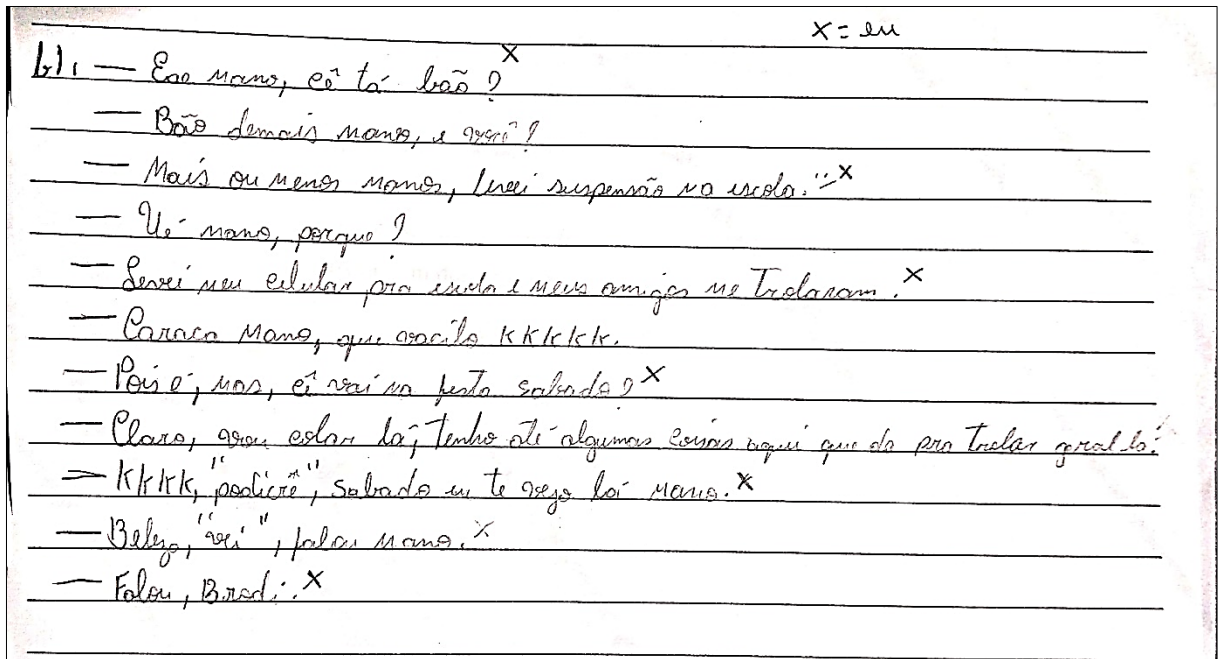 X = eu
b), — Eae mano, cê tá bão? X
— Bão demais mano, e você?
— Mais ou menos mano, levei suspensão na escola. X
— Ué mano, porque?
— Levei meu celular pra escola e meus amigos me Trolaram. X
— Caraca Mano, que vacilo KKKKK.
— Pois é, mas, cê vai na festa sabado? X
— Claro, vou colar lá, Tenho até algumas coisas aqui que da pra Trolar geral lá.
— KKKK, "podicrê", sabado eu te vejo lá mano. X
— Beleza, "véi", falou mano. X
— Falou, Brad. X